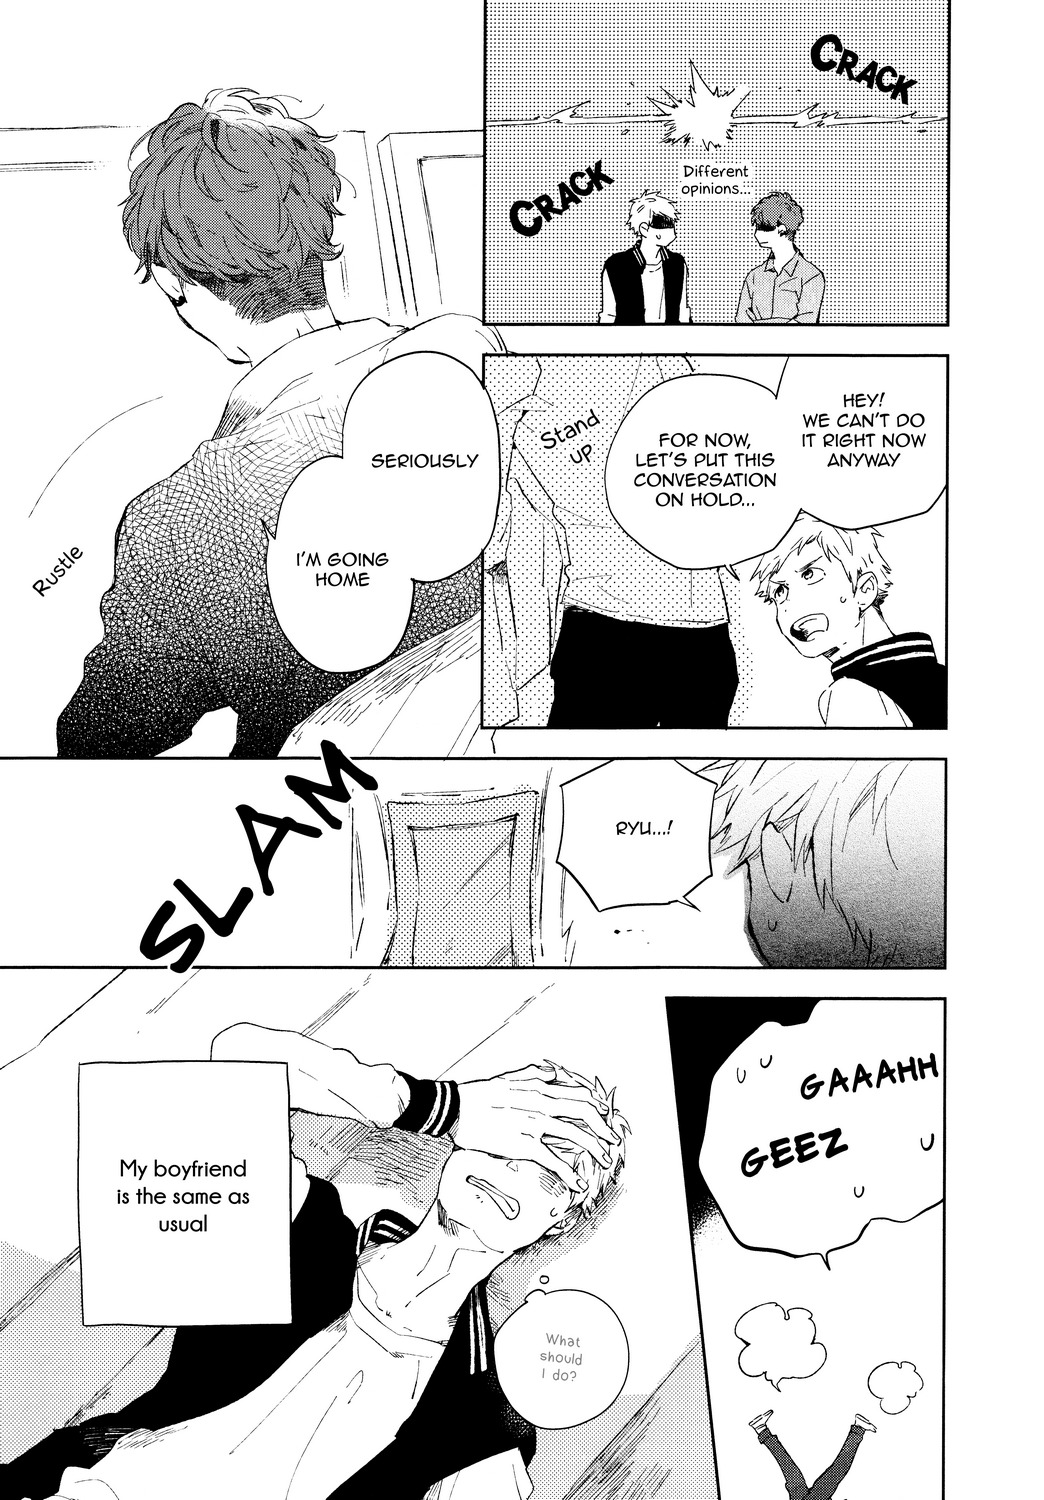 CRACK
Different
opinions...
CRACK
HEY!
WE CAN'T DO
IT RIGHT NOW
ANYWAY
FOR NOW,
LET'S PUT THIS
CONVERSATION
ON HOLD...
Stand
up
SERIOUSLY
I'M GOING
HOME
Rustle
RYU...!
SLAM
GAAAHH
GEEZ
What
should
I do?
My boyfriend
is the same as
usual